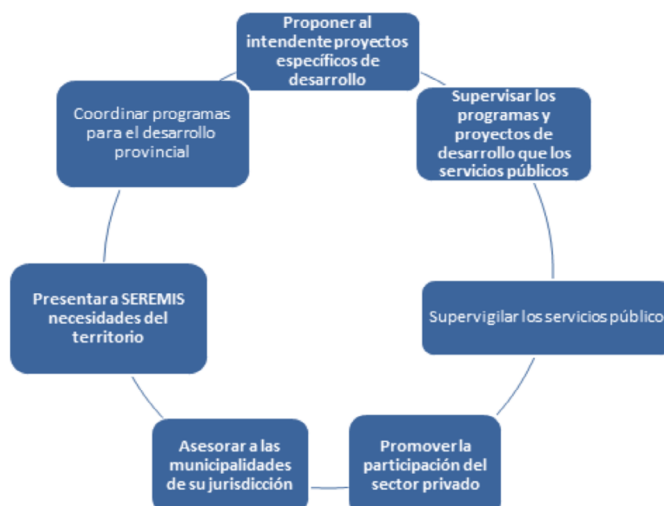 Proponer al
intendente proyectos
específicos de
desarrollo
Supervisar los
programas y
proyectos de
desarrollo que los
servicios públicos
Supervigilar los servicios público
Promover la
participación del
sector privado
Asesorar a las
municipalidades
de su jurisdicción
Presentar a SEREMIS
necesidades del
territorio
Coordinar programas
para el desarrollo
provincial